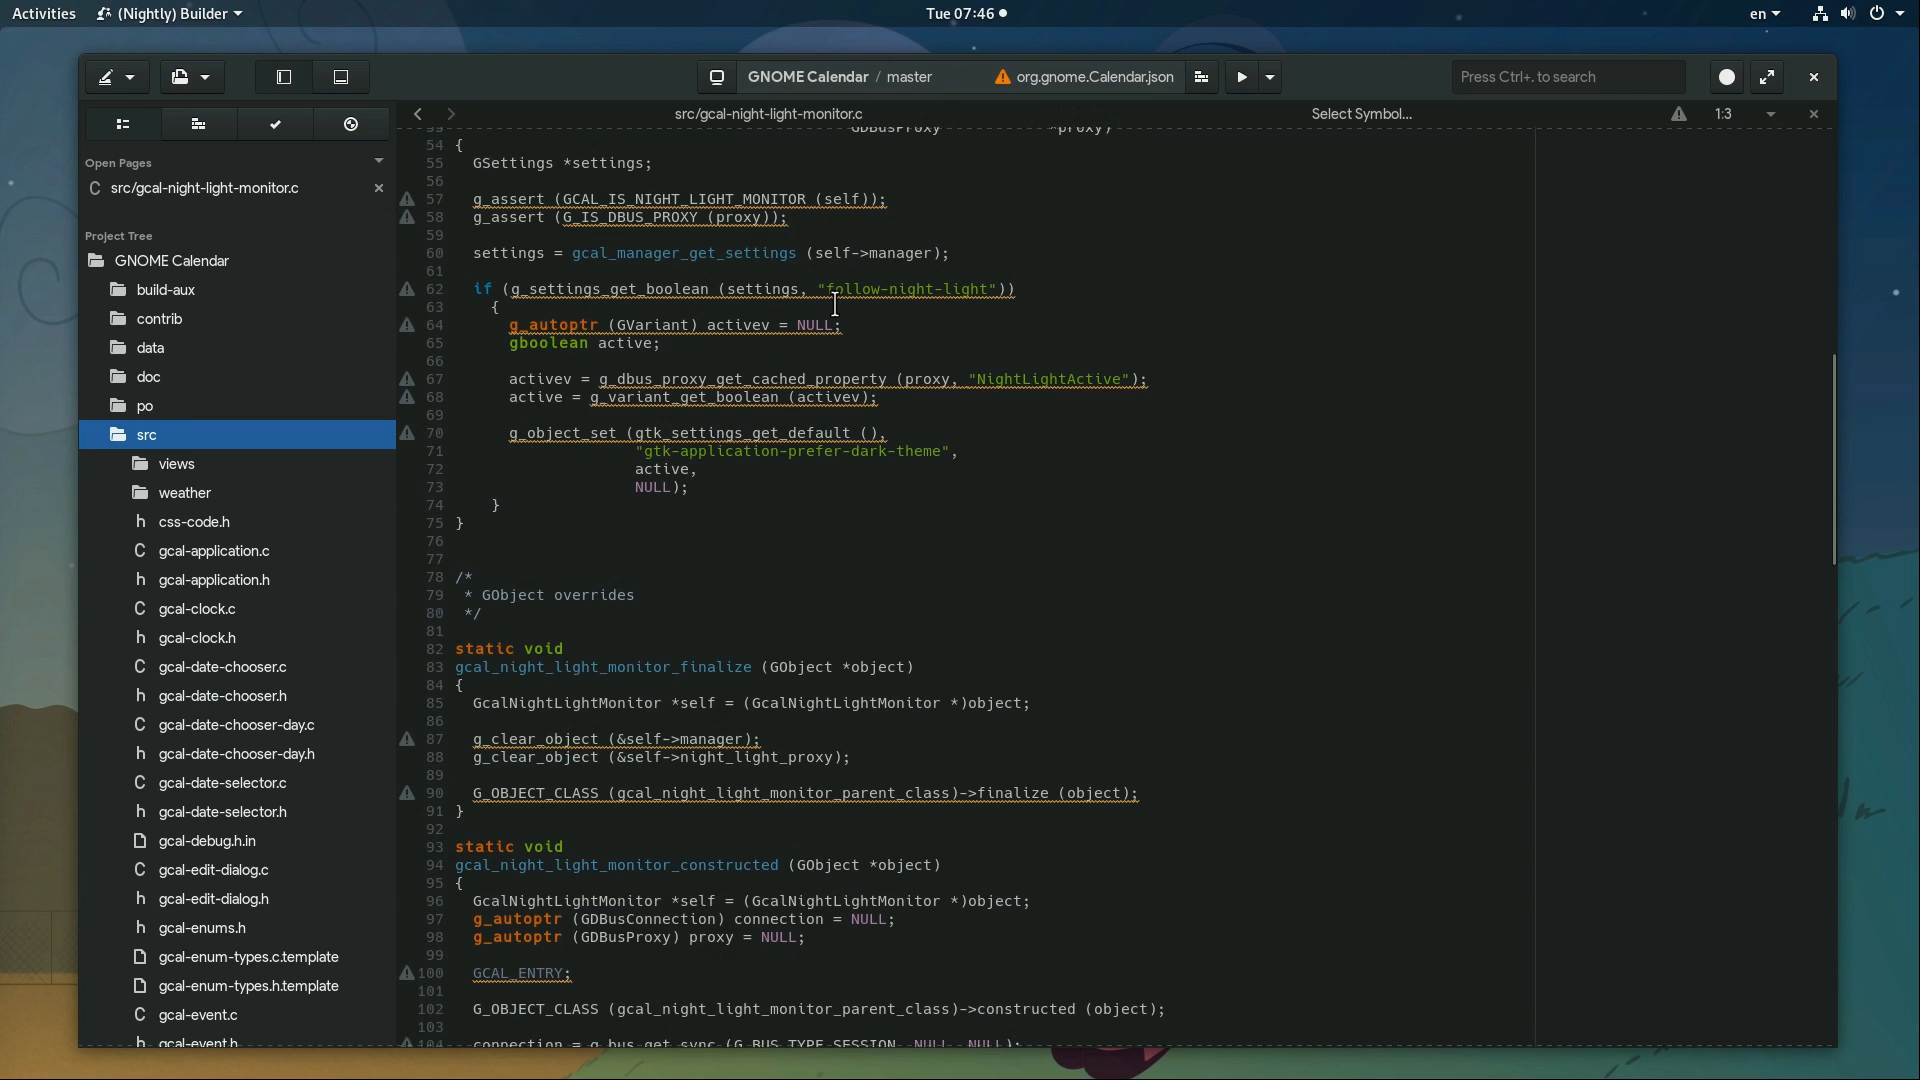 Activities
(Nightly) Builder
Tue 07:46
en
GNOME Calendar / master
org.gnome.Calendar.json
Press Ctrl+. to search
src/gcal-night-light-monitor.c
Select Symbol...
1:3
Open Pages
C src/gcal-night-light-monitor.c
Project Tree
GNOME Calendar
build-aux
contrib
data
doc
po
src
views
weather
h css-code.h
C gcal-application.c
h gcal-application.h
C gcal-clock.c
h gcal-clock.h
C gcal-date-chooser.c
h gcal-date-chooser.h
C gcal-date-chooser-day.c
h gcal-date-chooser-day.h
C gcal-date-selector.c
h gcal-date-selector.h
gcal-debug.h.in
C gcal-edit-dialog.c
h gcal-edit-dialog.h
h gcal-enums.h
gcal-enum-types.c.template
gcal-enum-types.h.template
C gcal-event.c
h gcal-event.h
53 GDBusProxy *proxy)
54 {
55 GSettings *settings;
56
57 g_assert (GCAL_IS_NIGHT_LIGHT_MONITOR (self));
58 g_assert (G_IS_DBUS_PROXY (proxy));
59
60 settings = gcal_manager_get_settings (self->manager);
61
62 if (g_settings_get_boolean (settings, "follow-night-light"))
63 {
64 g_autoptr (GVariant) activev = NULL;
65 gboolean active;
66
67 activev = g_dbus_proxy_get_cached_property (proxy, "NightLightActive");
68 active = g_variant_get_boolean (activev);
69
70 g_object_set (gtk_settings_get_default (),
71 "gtk-application-prefer-dark-theme",
72 active,
73 NULL);
74 }
75 }
76
77
78 /*
79 * GObject overrides
80 */
81
82 static void
83 gcal_night_light_monitor_finalize (GObject *object)
84 {
85 GcalNightLightMonitor *self = (GcalNightLightMonitor *)object;
86
87 g_clear_object (&self->manager);
88 g_clear_object (&self->night_light_proxy);
89
90 G_OBJECT_CLASS (gcal_night_light_monitor_parent_class)->finalize (object);
91 }
92
93 static void
94 gcal_night_light_monitor_constructed (GObject *object)
95 {
96 GcalNightLightMonitor *self = (GcalNightLightMonitor *)object;
97 g_autoptr (GDBusConnection) connection = NULL;
98 g_autoptr (GDBusProxy) proxy = NULL;
99
100 GCAL_ENTRY;
101
102 G_OBJECT_CLASS (gcal_night_light_monitor_parent_class)->constructed (object);
103
104 connection = g_bus_get_sync (G_BUS_TYPE_SESSION, NULL, NULL);